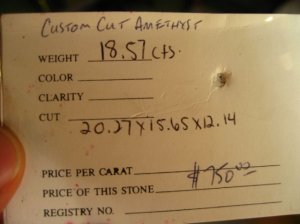 CUSTOM CUT AMETHYST
WEIGHT 18.57 cts.
COLOR
CLARITY
CUT
20.27 X 15.65 X 12.14
PRICE PER CARAT
PRICE OF THIS STONE $750.00
REGISTRY NO.